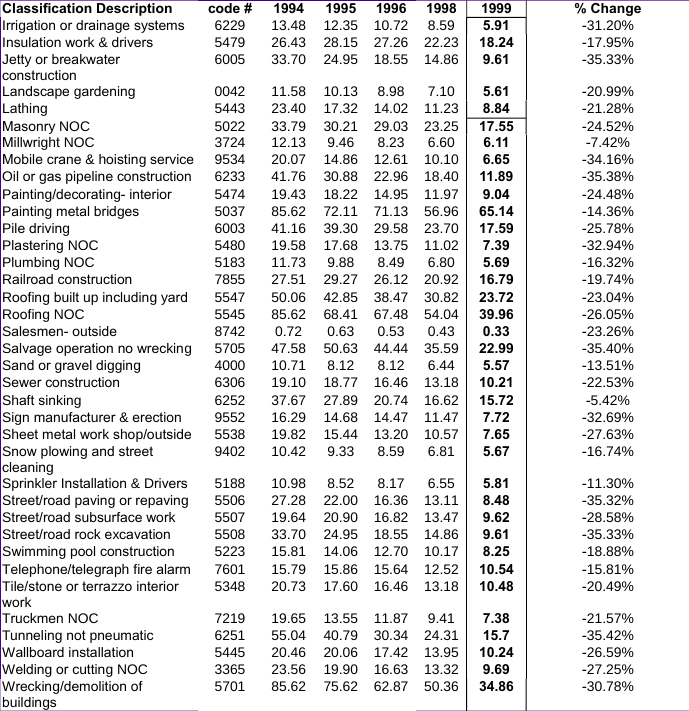 Classification Description code # 1994 1995 1996 1998 1999 % Change
Irrigation or drainage systems 6229 13.48 12.35 10.72 8.59 5.91 -31.20%
Insulation work & drivers 5479 26.43 28.15 27.26 22.23 18.24 -17.95%
Jetty or breakwater 6005 33.70 24.95 18.55 14.86 9.61 -35.33%
construction
Landscape gardening 0042 11.58 10.13 8.98 7.10 5.61 -20.99%
Lathing 5443 23.40 17.32 14.02 11.23 8.84 -21.28%
Masonry NOC 5022 33.79 30.21 29.03 23.25 17.55 -24.52%
Millwright NOC 3724 12.13 9.46 8.23 6.60 6.11 -7.42%
Mobile crane & hoisting service 9534 20.07 14.86 12.61 10.10 6.65 -34.16%
Oil or gas pipeline construction 6233 41.76 30.88 22.96 18.40 11.89 -35.38%
Painting/decorating- interior 5474 19.43 18.22 14.95 11.97 9.04 -24.48%
Painting metal bridges 5037 85.62 72.11 71.13 56.96 65.14 -14.36%
Pile driving 6003 41.16 39.30 29.58 23.70 17.59 -25.78%
Plastering NOC 5480 19.58 17.68 13.75 11.02 7.39 -32.94%
Plumbing NOC 5183 11.73 9.88 8.49 6.80 5.69 -16.32%
Railroad construction 7855 27.51 29.27 26.12 20.92 16.79 -19.74%
Roofing built up including yard 5547 50.06 42.85 38.47 30.82 23.72 -23.04%
Roofing NOC 5545 85.62 68.41 67.48 54.04 39.96 -26.05%
Salesmen- outside 8742 0.72 0.63 0.53 0.43 0.33 -23.26%
Salvage operation no wrecking 5705 47.58 50.63 44.44 35.59 22.99 -35.40%
Sand or gravel digging 4000 10.71 8.12 8.12 6.44 5.57 -13.51%
Sewer construction 6306 19.10 18.77 16.46 13.18 10.21 -22.53%
Shaft sinking 6252 37.67 27.89 20.74 16.62 15.72 -5.42%
Sign manufacturer & erection 9552 16.29 14.68 14.47 11.47 7.72 -32.69%
Sheet metal work shop/outside 5538 19.82 15.44 13.20 10.57 7.65 -27.63%
Snow plowing and street 9402 10.42 9.33 8.59 6.81 5.67 -16.74%
cleaning
Sprinkler Installation & Drivers 5188 10.98 8.52 8.17 6.55 5.81 -11.30%
Street/road paving or repaving 5506 27.28 22.00 16.36 13.11 8.48 -35.32%
Street/road subsurface work 5507 19.64 20.90 16.82 13.47 9.62 -28.58%
Street/road rock excavation 5508 33.70 24.95 18.55 14.86 9.61 -35.33%
Swimming pool construction 5223 15.81 14.06 12.70 10.17 8.25 -18.88%
Telephone/telegraph fire alarm 7601 15.79 15.86 15.64 12.52 10.54 -15.81%
Tile/stone or terrazzo interior 5348 20.73 17.60 16.46 13.18 10.48 -20.49%
work
Truckmen NOC 7219 19.65 13.55 11.87 9.41 7.38 -21.57%
Tunneling not pneumatic 6251 55.04 40.79 30.34 24.31 15.7 -35.42%
Wallboard installation 5445 20.46 20.06 17.42 13.95 10.24 -26.59%
Welding or cutting NOC 3365 23.56 19.90 16.63 13.32 9.69 -27.25%
Wrecking/demolition of 5701 85.62 75.62 62.87 50.36 34.86 -30.78%
buildings